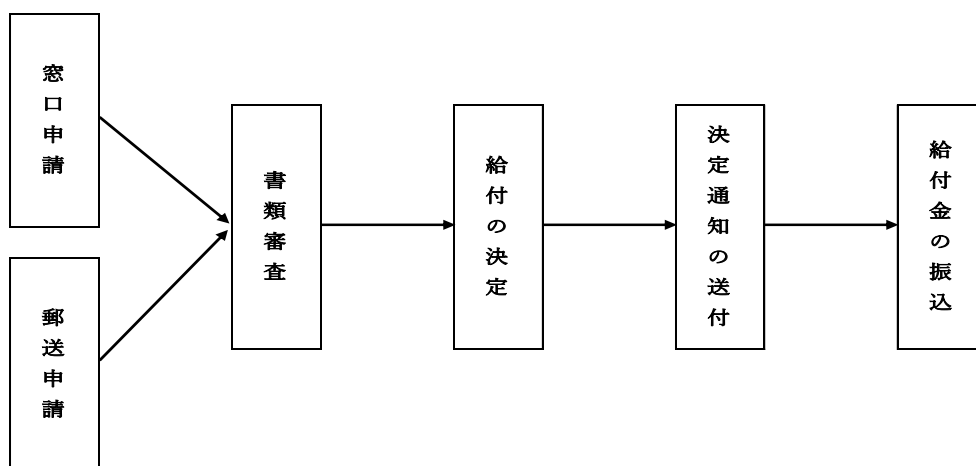 窓口申請
郵送申請
書類審査
給付の決定
決定通知の送付
給付金の振込